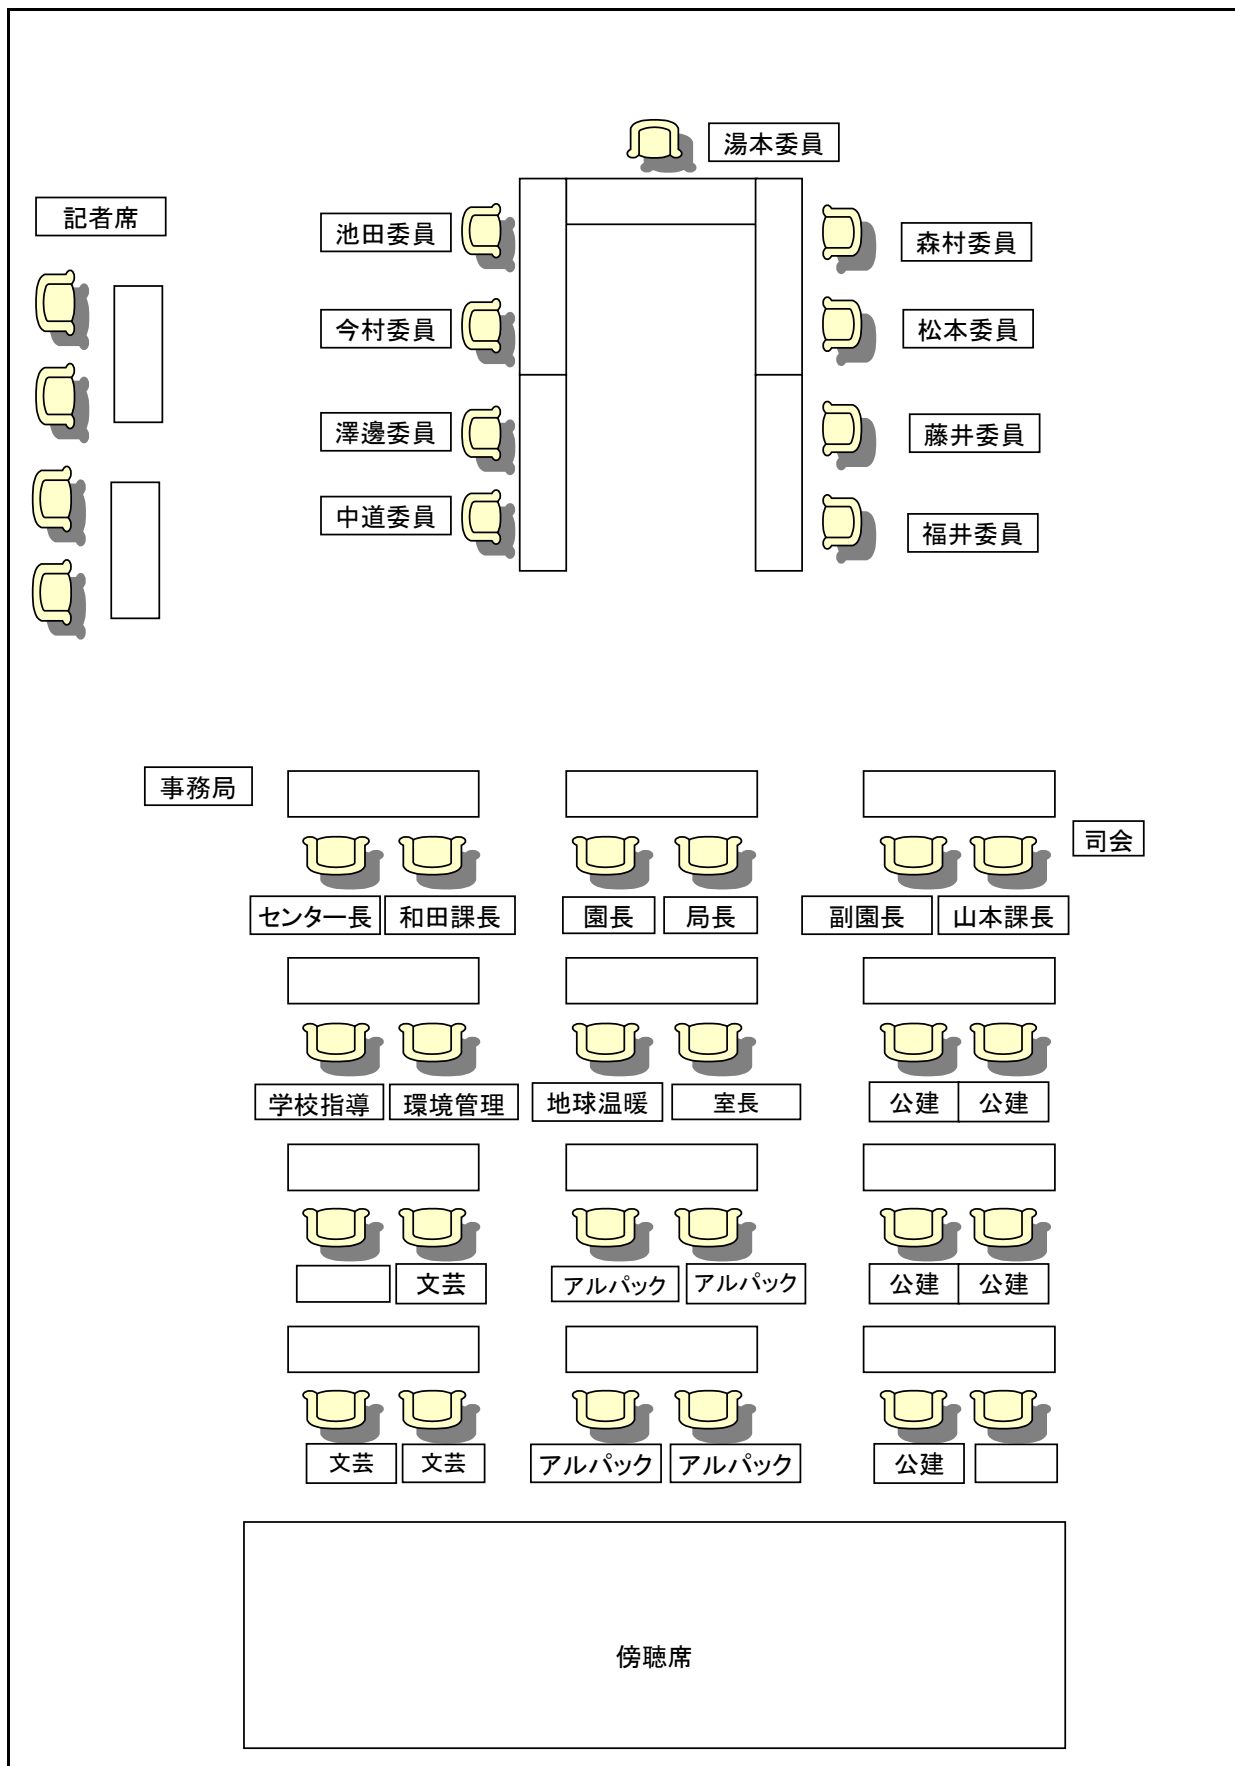 湯本委員
記者席
池田委員
森村委員
今村委員
松本委員
澤邊委員
藤井委員
中道委員
福井委員
事務局
司会
センター長
和田課長
園長
局長
副園長
山本課長
学校指導
環境管理
地球温暖
室長
公建
公建
文芸
アルパック
アルパック
公建
公建
文芸
文芸
アルパック
アルパック
公建
傍聴席